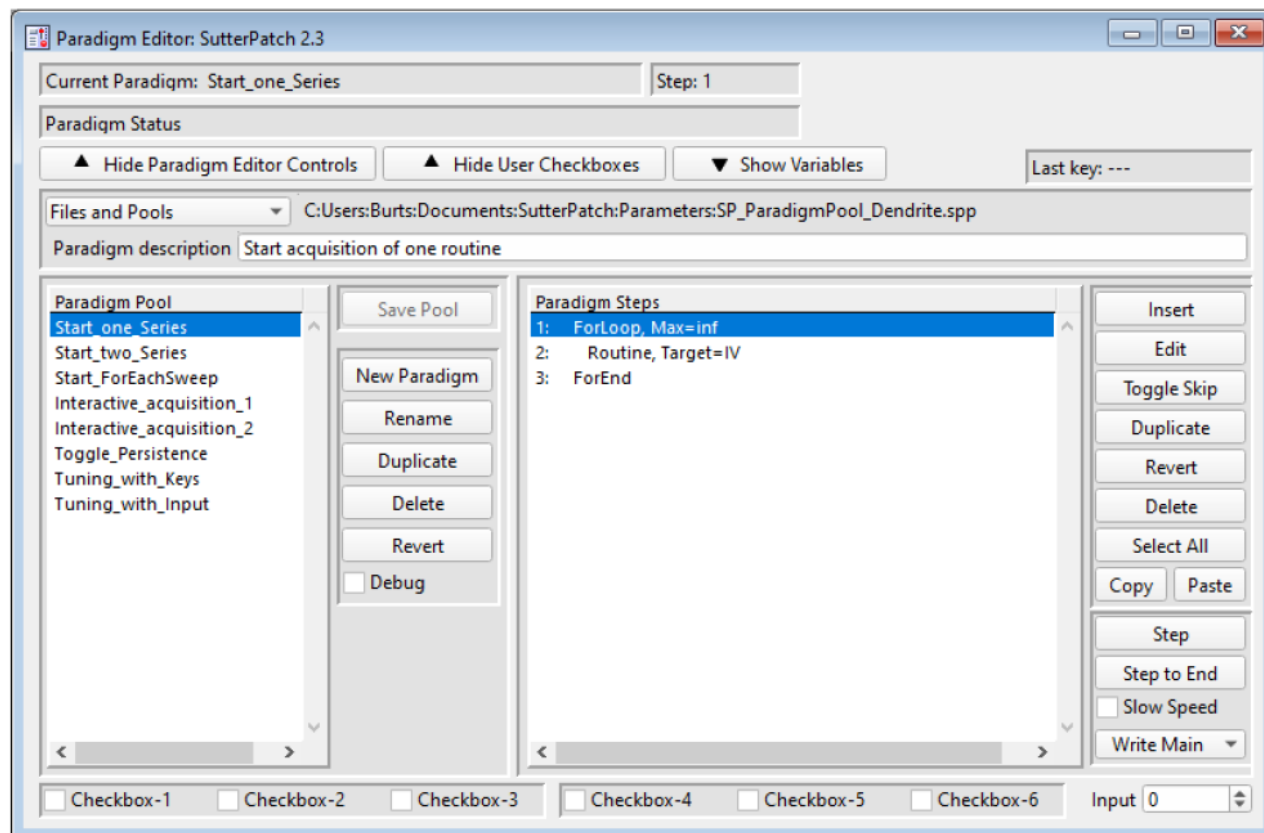 Paradigm Editor: SutterPatch 2.3
Current Paradigm: Start_one_Series
Step: 1
Paradigm Status
Hide Paradigm Editor Controls
Hide User Checkboxes
Show Variables
Last key: ---
Files and Pools
C:Users:Burts:Documents:SutterPatch:Parameters:SP_ParadigmPool_Dendrite.spp
Paradigm description Start acquisition of one routine
Paradigm Pool
Start_one_Series
Start_two_Series
Start_ForEachSweep
Interactive_acquisition_1
Interactive_acquisition_2
Toggle_Persistence
Tuning_with_Keys
Tuning_with_Input
Save Pool
New Paradigm
Rename
Duplicate
Delete
Revert
Debug
Paradigm Steps
1: ForLoop, Max=inf
2: Routine, Target=IV
3: ForEnd
Insert
Edit
Toggle Skip
Duplicate
Revert
Delete
Select All
Copy Paste
Step
Step to End
Slow Speed
Write Main
Checkbox-1 Checkbox-2 Checkbox-3 Checkbox-4 Checkbox-5 Checkbox-6 Input 0